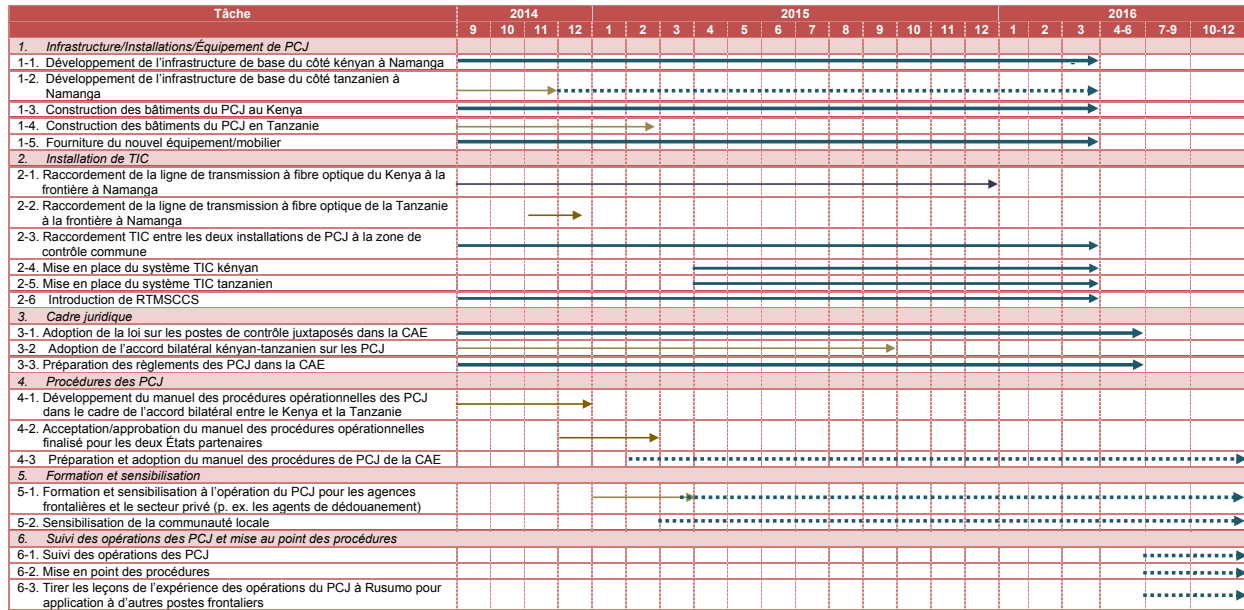 Tâche 2014 2015 2016
9 10 11 12 1 2 3 4 5 6 7 8 9 10 11 12 1 2 3 4-6 7-9 10-12
1. Infrastructure/Installations/Équipement de PCJ
1-1. Développement de l'infrastructure de base du côté kényan à Namanga
1-2. Développement de l'infrastructure de base du côté tanzanien à
Namanga
1-3. Construction des bâtiments du PCJ au Kenya
1-4. Construction des bâtiments du PCJ en Tanzanie
1-5. Fourniture du nouvel équipement/mobilier
2. Installation de TIC
2-1. Raccordement de la ligne de transmission à fibre optique du Kenya à la
frontière à Namanga
2-2. Raccordement de la ligne de transmission à fibre optique de la Tanzanie
à la frontière à Namanga
2-3. Raccordement TIC entre les deux installations de PCJ à la zone de
contrôle commune
2-4. Mise en place du système TIC kényan
2-5. Mise en place du système TIC tanzanien
2-6 Introduction de RTMSCCS
3. Cadre juridique
3-1. Adoption de la loi sur les postes de contrôle juxtaposés dans la CAE
3-2 Adoption de l'accord bilatéral kényan-tanzanien sur les PCJ
3-3. Préparation des règlements des PCJ dans la CAE
4. Procédures des PCJ
4-1. Développement du manuel des procédures opérationnelles des PCJ
dans le cadre de l'accord bilatéral entre le Kenya et la Tanzanie
4-2. Acceptation/approbation du manuel des procédures opérationnelles
finalisé pour les deux États partenaires
4-3 Préparation et adoption du manuel des procédures de PCJ de la CAE
5. Formation et sensibilisation
5-1. Formation et sensibilisation à l'opération du PCJ pour les agences
frontalières et le secteur privé (p. ex. les agents de dédouanement)
5-2. Sensibilisation de la communauté locale
6. Suivi des opérations des PCJ et mise au point des procédures
6-1. Suivi des opérations des PCJ
6-2. Mise en point des procédures
6-3. Tirer les leçons de l'expérience des opérations du PCJ à Rusumo pour
application à d'autres postes frontaliers